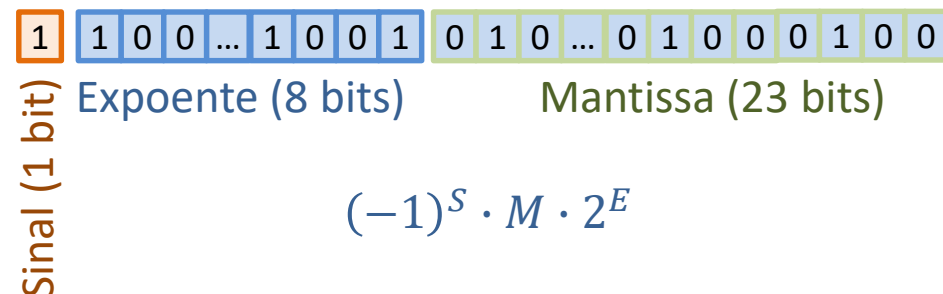 1 1 0 0 ... 1 0 0 1 0 1 0 ... 0 1 0 0 0 1 0 0
Expoente (8 bits) Mantissa (23 bits)
Sinal (1 bit)
(−1)^S · M · 2^E